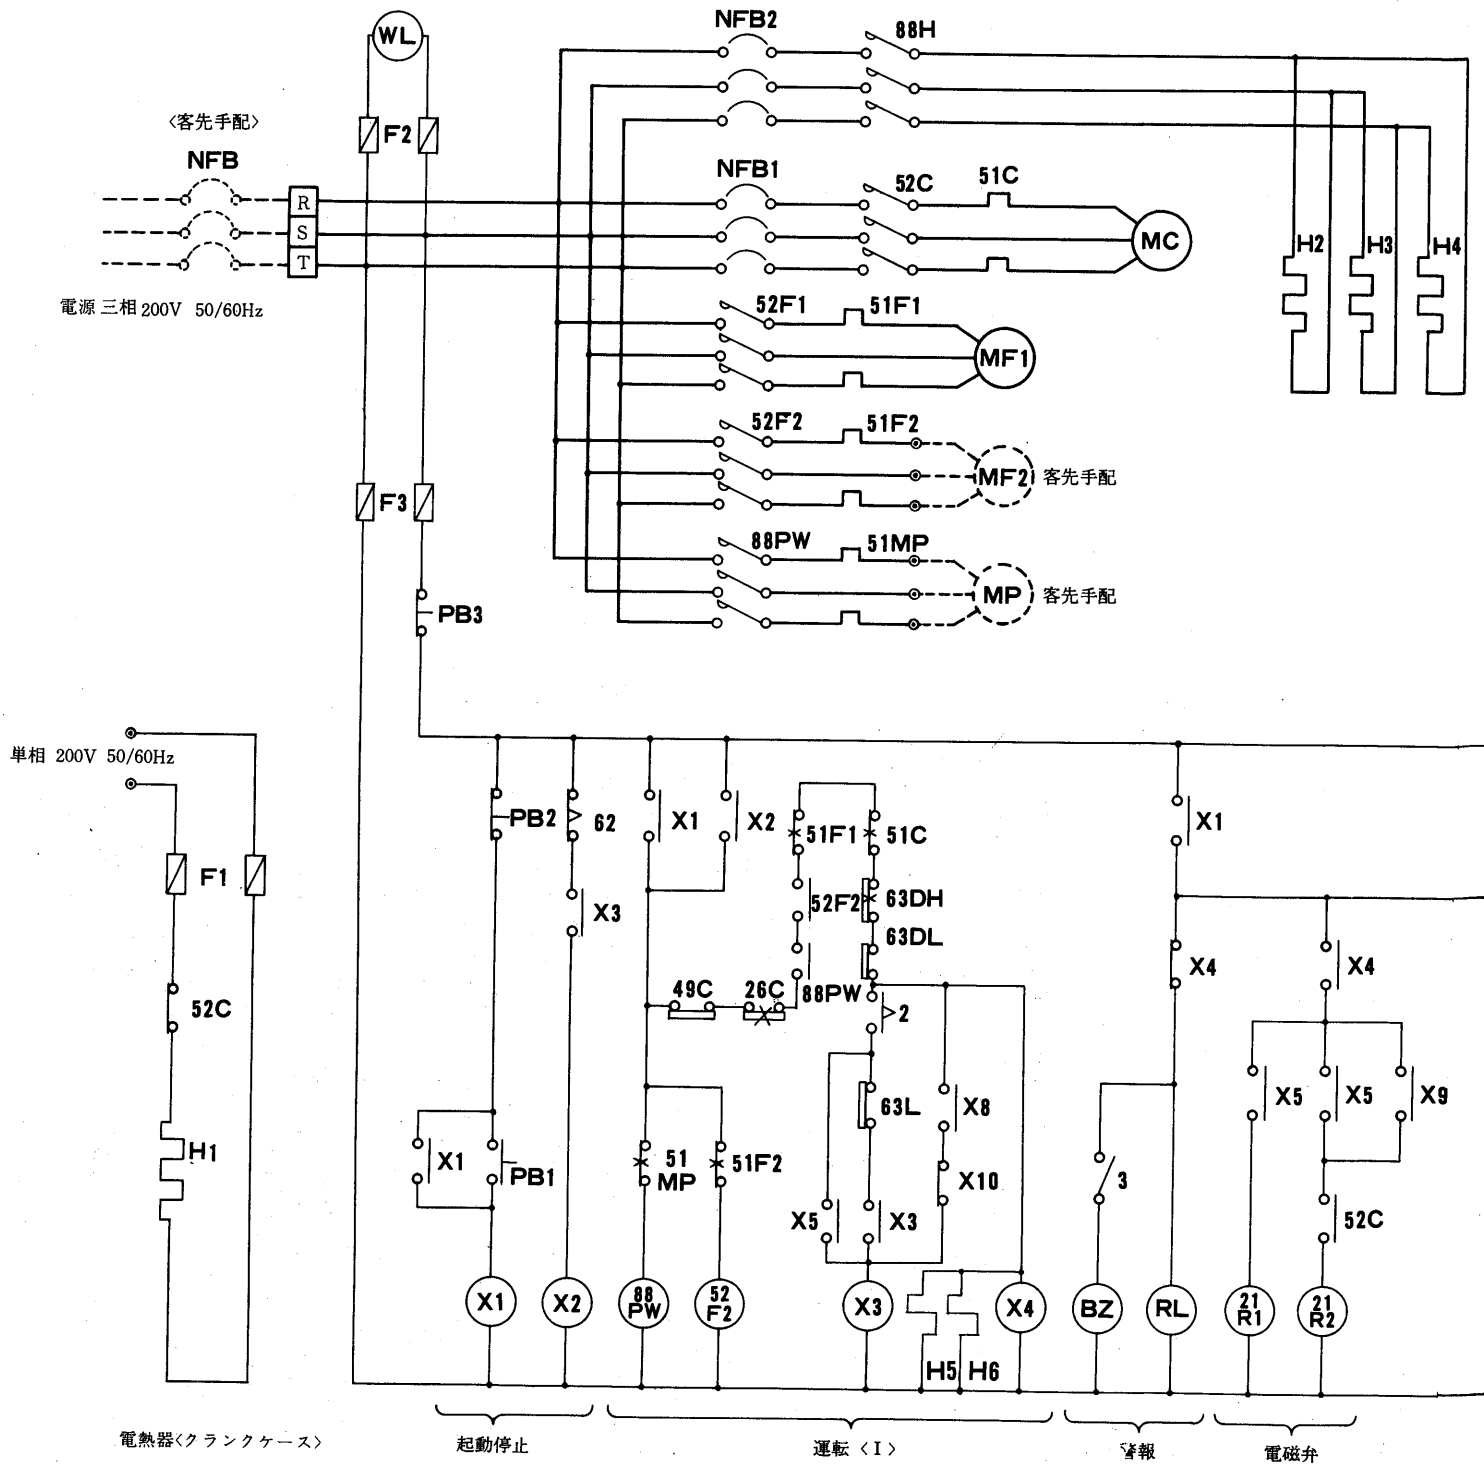 WL
NFB2
88H
〈客先手配〉
F2
NFB
NFB1
52C
51C
R
S
T
MC
H2
H3
H4
電源 三相 200V 50/60Hz
52F1
51F1
MF1
52F2
51F2
MF2
客先手配
F3
88PW
51MP
MP
客先手配
PB3
単相 200V 50/60Hz
PB2
62
X1
X2
51F1
51C
X1
F1
X3
52F2
63DH
63DL
X4
X4
49C
26C
88PW
2
52C
63L
X8
X5
X5
X9
H1
X1
PB1
51
MP
51F2
X10
3
X5
X3
52C
X1
X2
88
PW
52
F2
X3
X4
BZ
RL
21
R1
21
R2
H5
H6
電熱器〈クランクケース〉
起動停止
運転〈I〉
警報
電磁弁